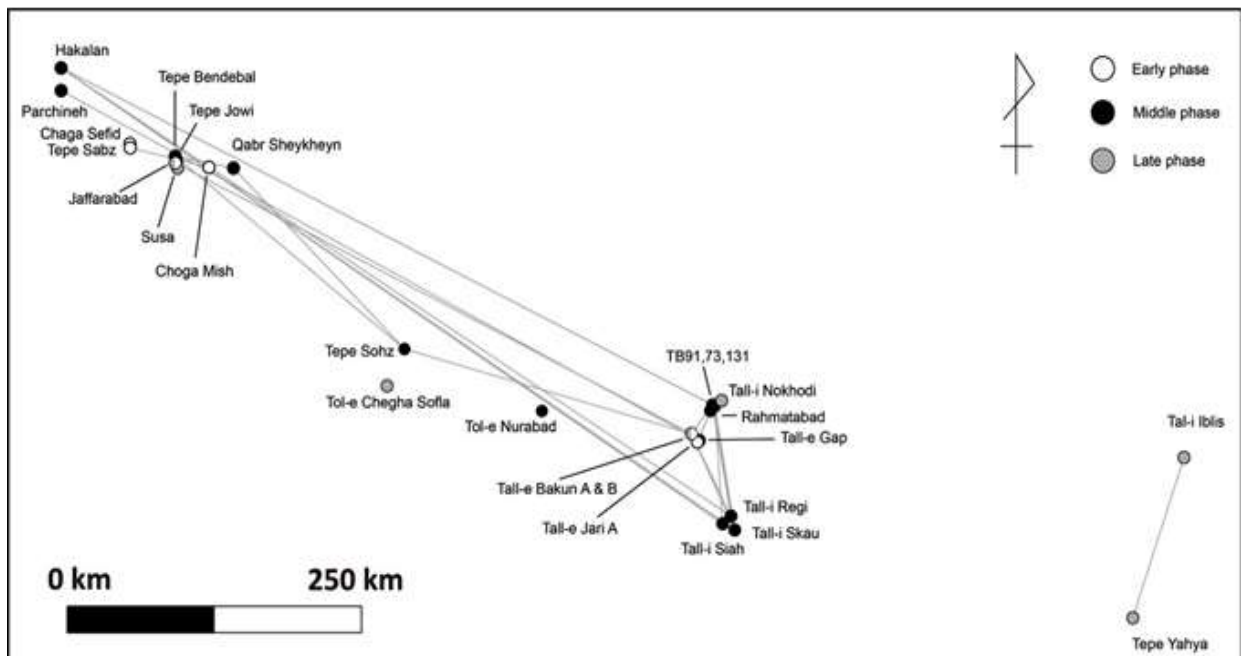 Hakalan
Tepe Bendebal
Parchineh
Tepe Jowi
Chaga Sefid
Tepe Sabz
Qabr Sheykheyn
Jaffarabad
Susa
Choga Mish
Early phase
Middle phase
Late phase
Tepe Sohz
Tol-e Chegha Sofla
Tol-e Nurabad
TB91,73,131
Tall-i Nokhodi
Rahmatabad
Tall-e Gap
Tall-e Bakun A & B
Tall-e Jari A
Tall-i Regi
Tall-i Skau
Tall-i Siah
Tal-i Iblis
Tepe Yahya
0 km
250 km